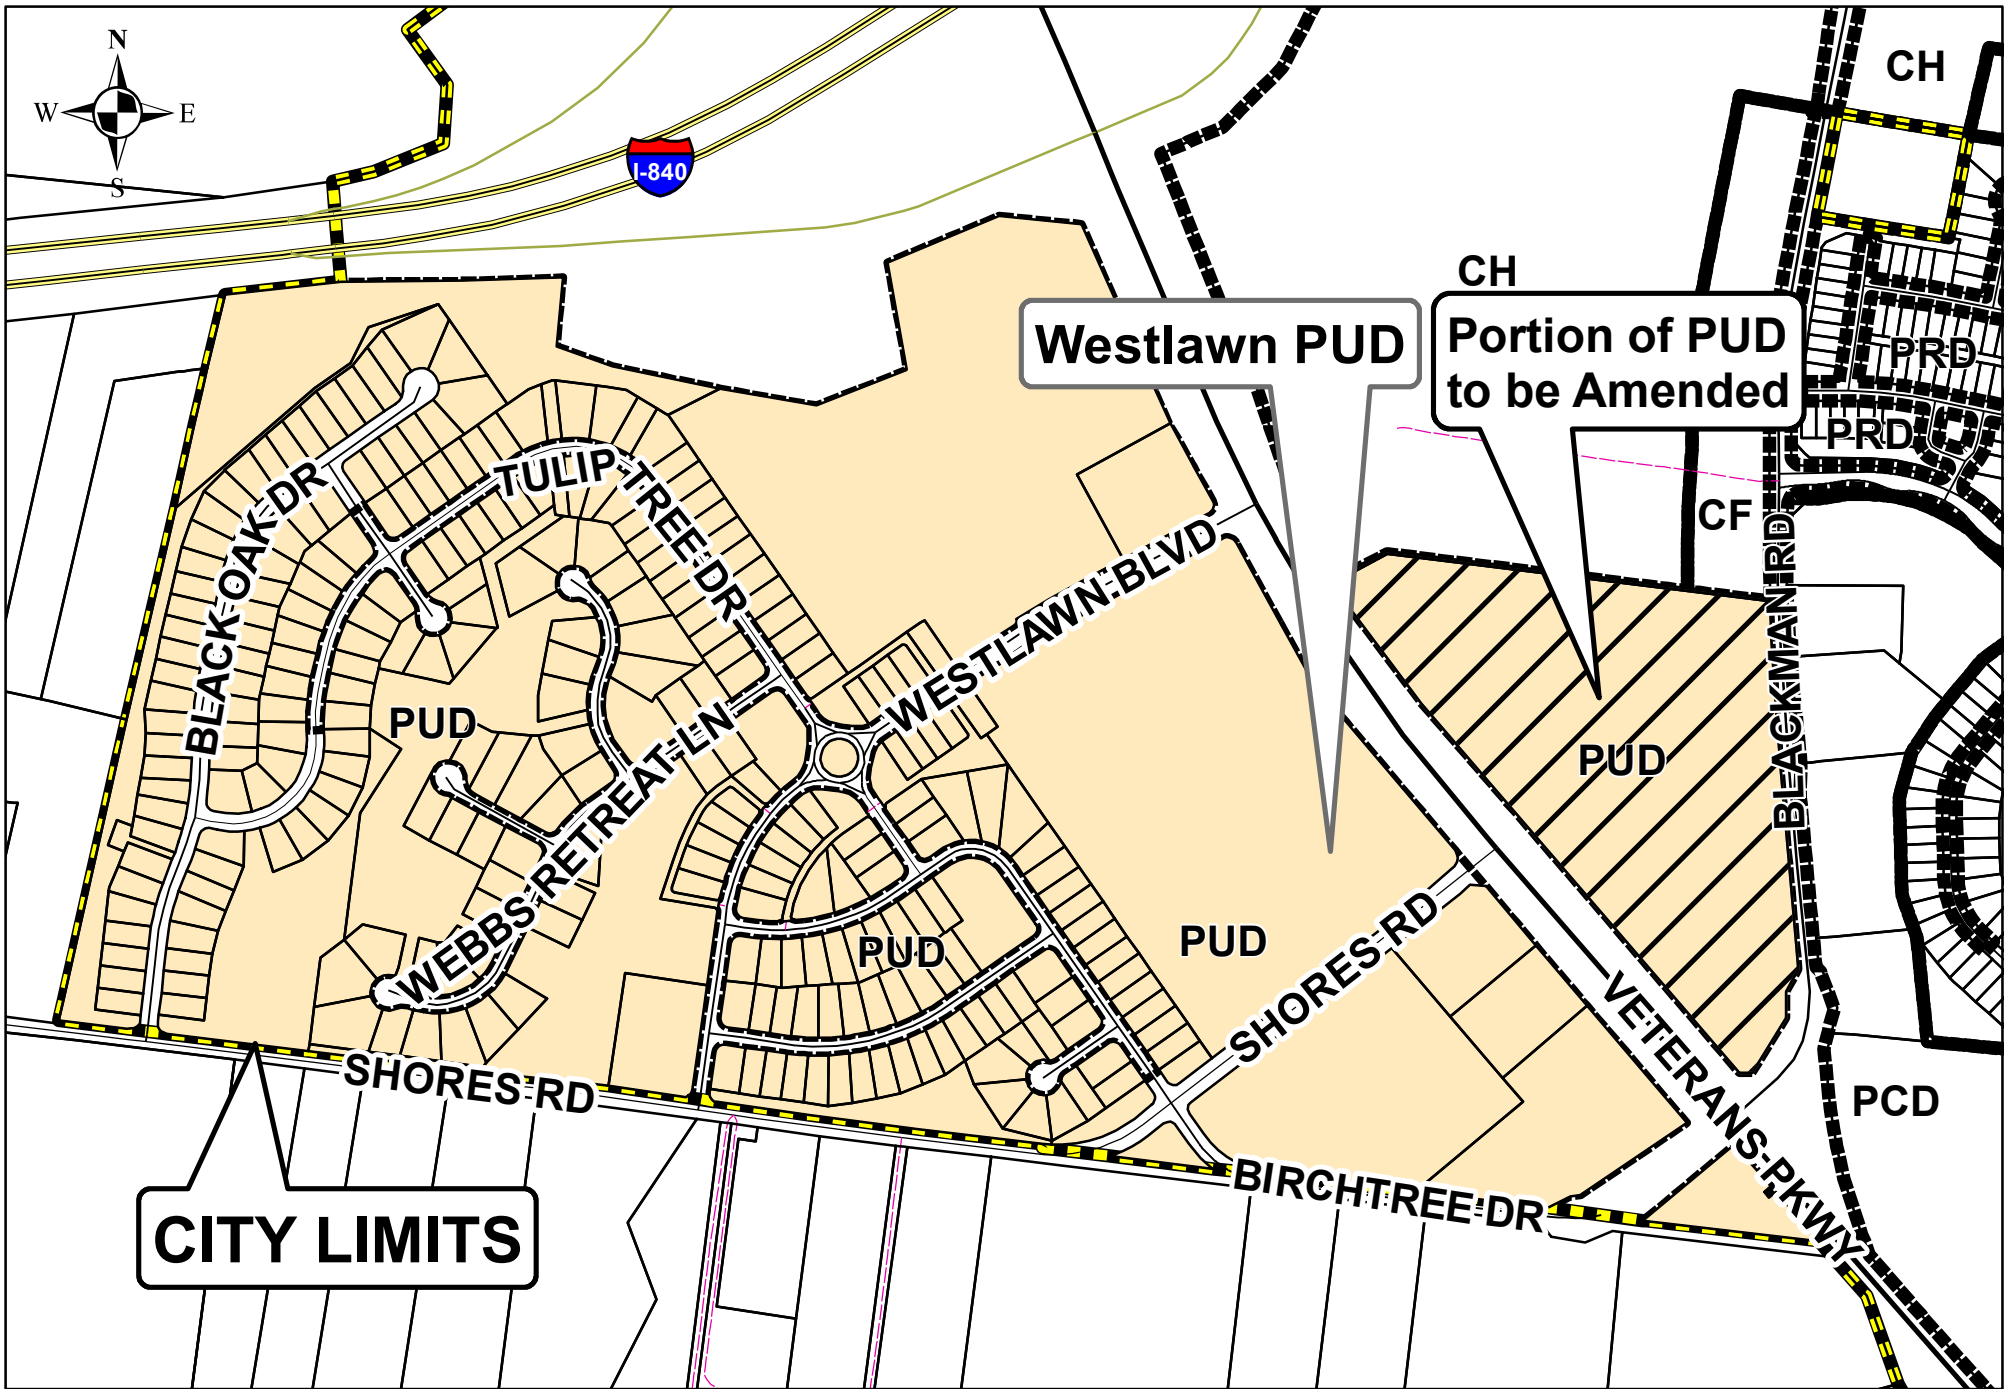 N
W E
S
I-840
CH
CH
Westlawn PUD
Portion of PUD
to be Amended
PRD
PRD
CF
TULIP TREE DR
BLACK OAK DR
WESTLAWN BLVD
BLACKMAN RD
PUD
WEBBS RETREAT LN
PUD
PUD
PUD
SHORES RD
VETERANS PKWY
SHORES RD
PCD
BIRCHTREE DR
CITY LIMITS